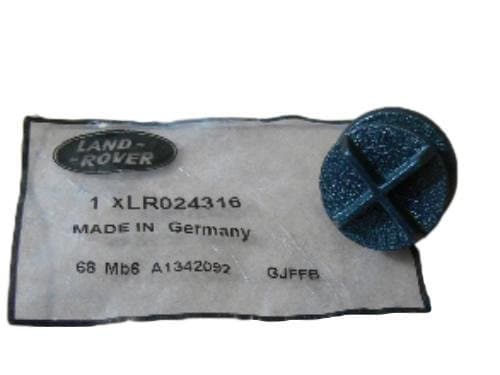 LAND-
-ROVER
1 XLR024316
MADE IN Germany
68 Mb6 A1342092 GJFFB